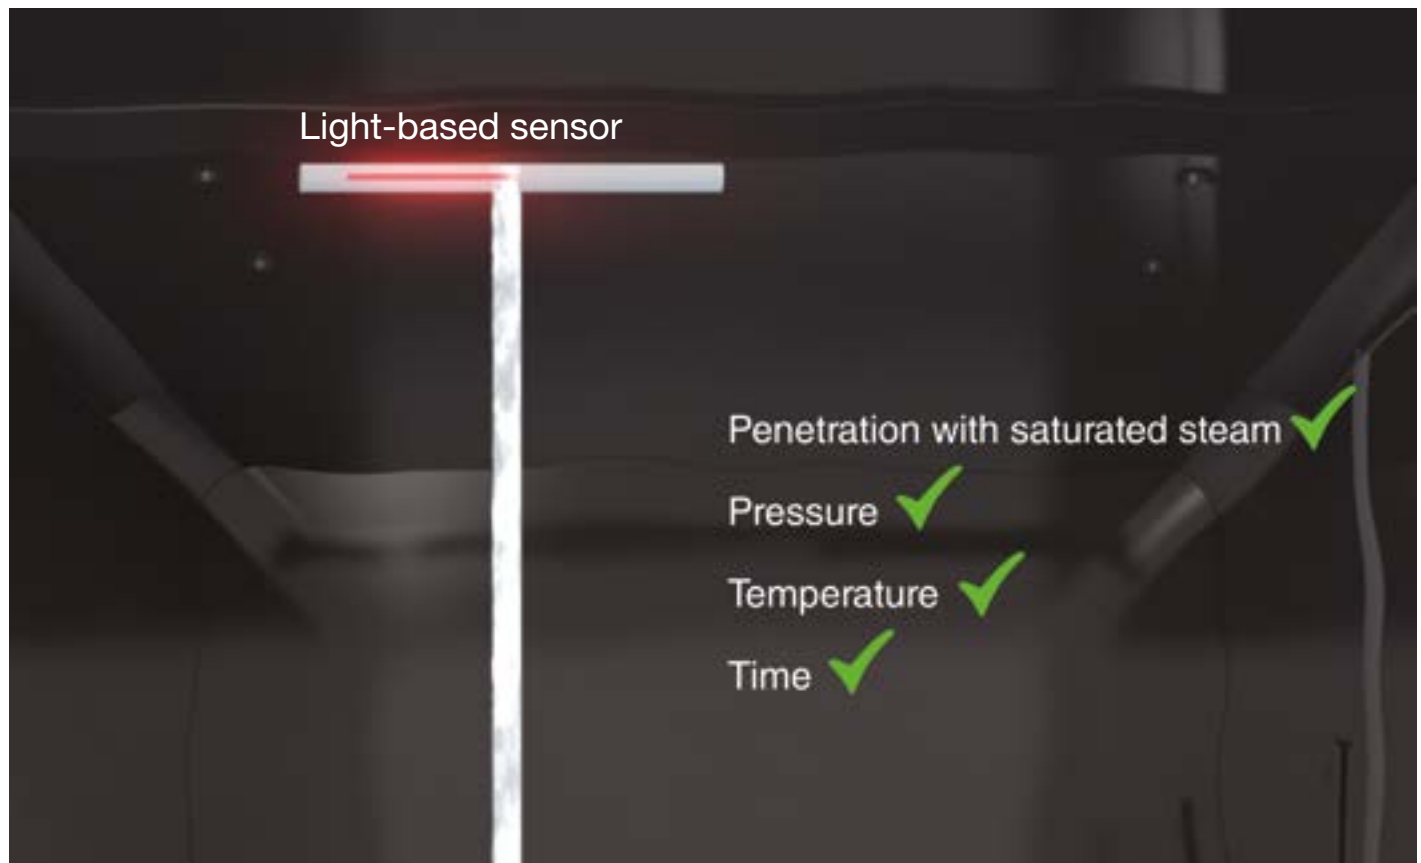 Light-based sensor
Penetration with saturated steam
Pressure
Temperature
Time